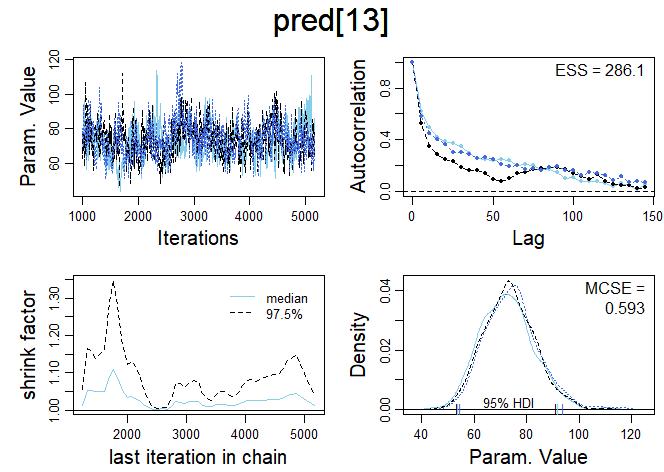 pred[13]
Param. Value
60 80 100 120
1000 2000 3000 4000 5000
Iterations
Autocorrelation
0.0 0.4 0.8
ESS = 286.1
0 50 100 150
Lag
shrink factor
1.00 1.10 1.20 1.30
median
97.5%
2000 3000 4000 5000
last iteration in chain
Density
0.00 0.02 0.04
MCSE =
0.593
95% HDI
40 60 80 100 120
Param. Value